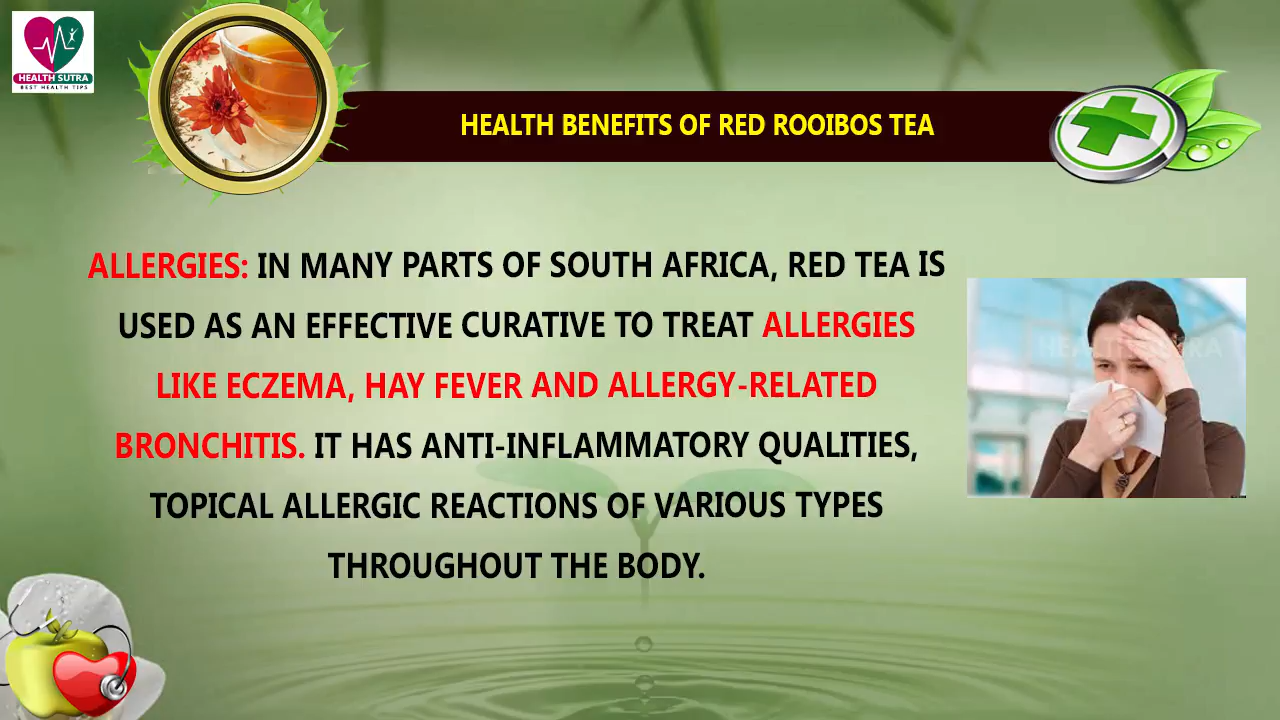 HEALTH SUTRA
BEST HEALTH TIPS
HEALTH BENEFITS OF RED ROOIBOS TEA
ALLERGIES: IN MANY PARTS OF SOUTH AFRICA, RED TEA IS
USED AS AN EFFECTIVE CURATIVE TO TREAT ALLERGIES
LIKE ECZEMA, HAY FEVER AND ALLERGY-RELATED
BRONCHITIS. IT HAS ANTI-INFLAMMATORY QUALITIES,
TOPICAL ALLERGIC REACTIONS OF VARIOUS TYPES
THROUGHOUT THE BODY.
HEALTH SUTRA